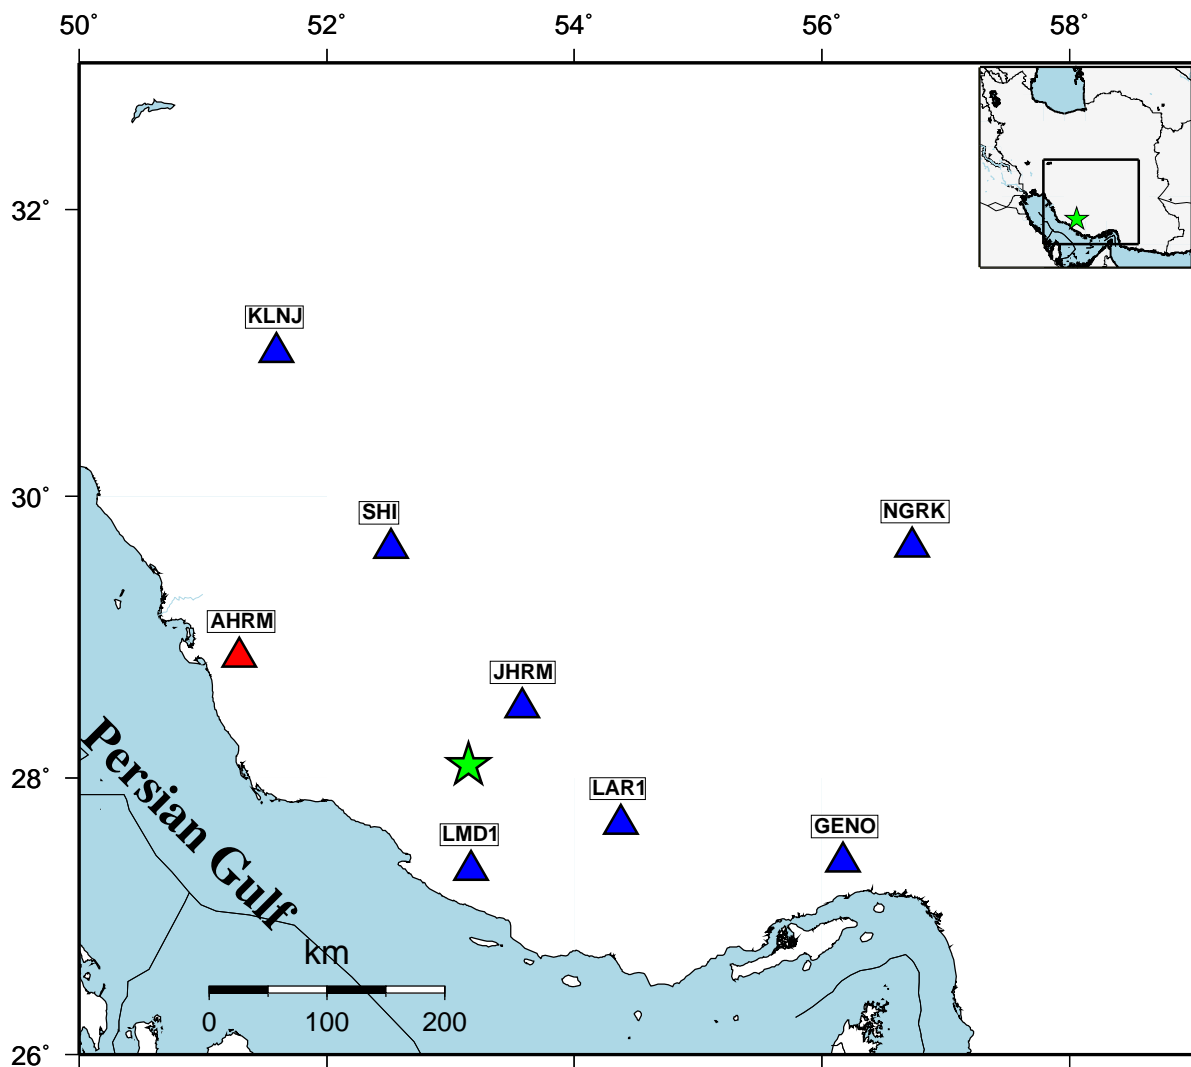 50˚ 52˚ 54˚ 56˚ 58˚
32˚
KLNJ
30˚
SHI
NGRK
AHRM
JHRM
28˚
LAR1
GENO
LMD1
Persian Gulf
km
0 100 200
26˚